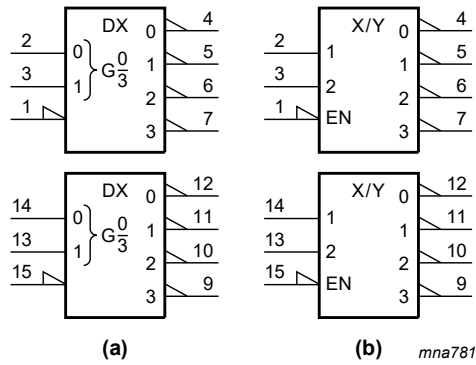 DX 0 4 X/Y 0 4
2 0 1 5 2 1 1 5
3 1 G 0/3 2 6 3 2 2 6
1 3 7 1 EN 3 7
DX 0 12 X/Y 0 12
14 0 1 11 14 1 1 11
13 1 G 0/3 2 10 13 2 2 10
15 3 9 15 EN 3 9
(a) (b) mna781